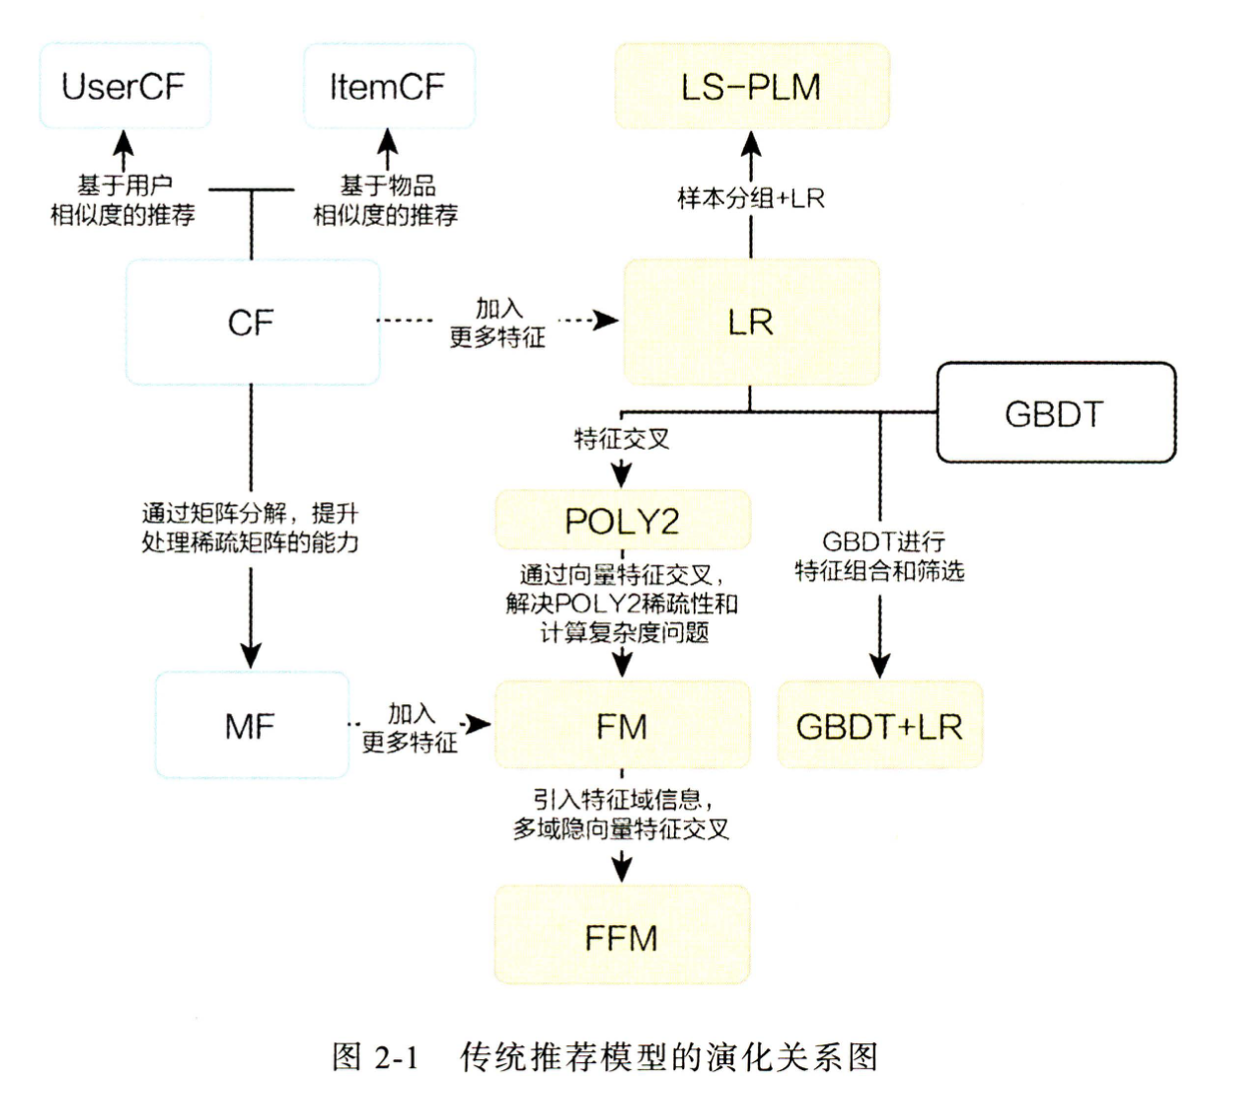 UserCF
ItemCF
LS-PLM
基于用户
相似度的推荐
基于物品
相似度的推荐
样本分组+LR
CF
加入
更多特征
LR
GBDT
特征交叉
通过矩阵分解，提升
处理稀疏矩阵的能力
POLY2
GBDT进行
特征组合和筛选
通过向量特征交叉，
解决POLY2稀疏性和
计算复杂度问题
MF
加入
更多特征
FM
GBDT+LR
引入特征域信息，
多域隐向量特征交叉
FFM
图 2-1 传统推荐模型的演化关系图